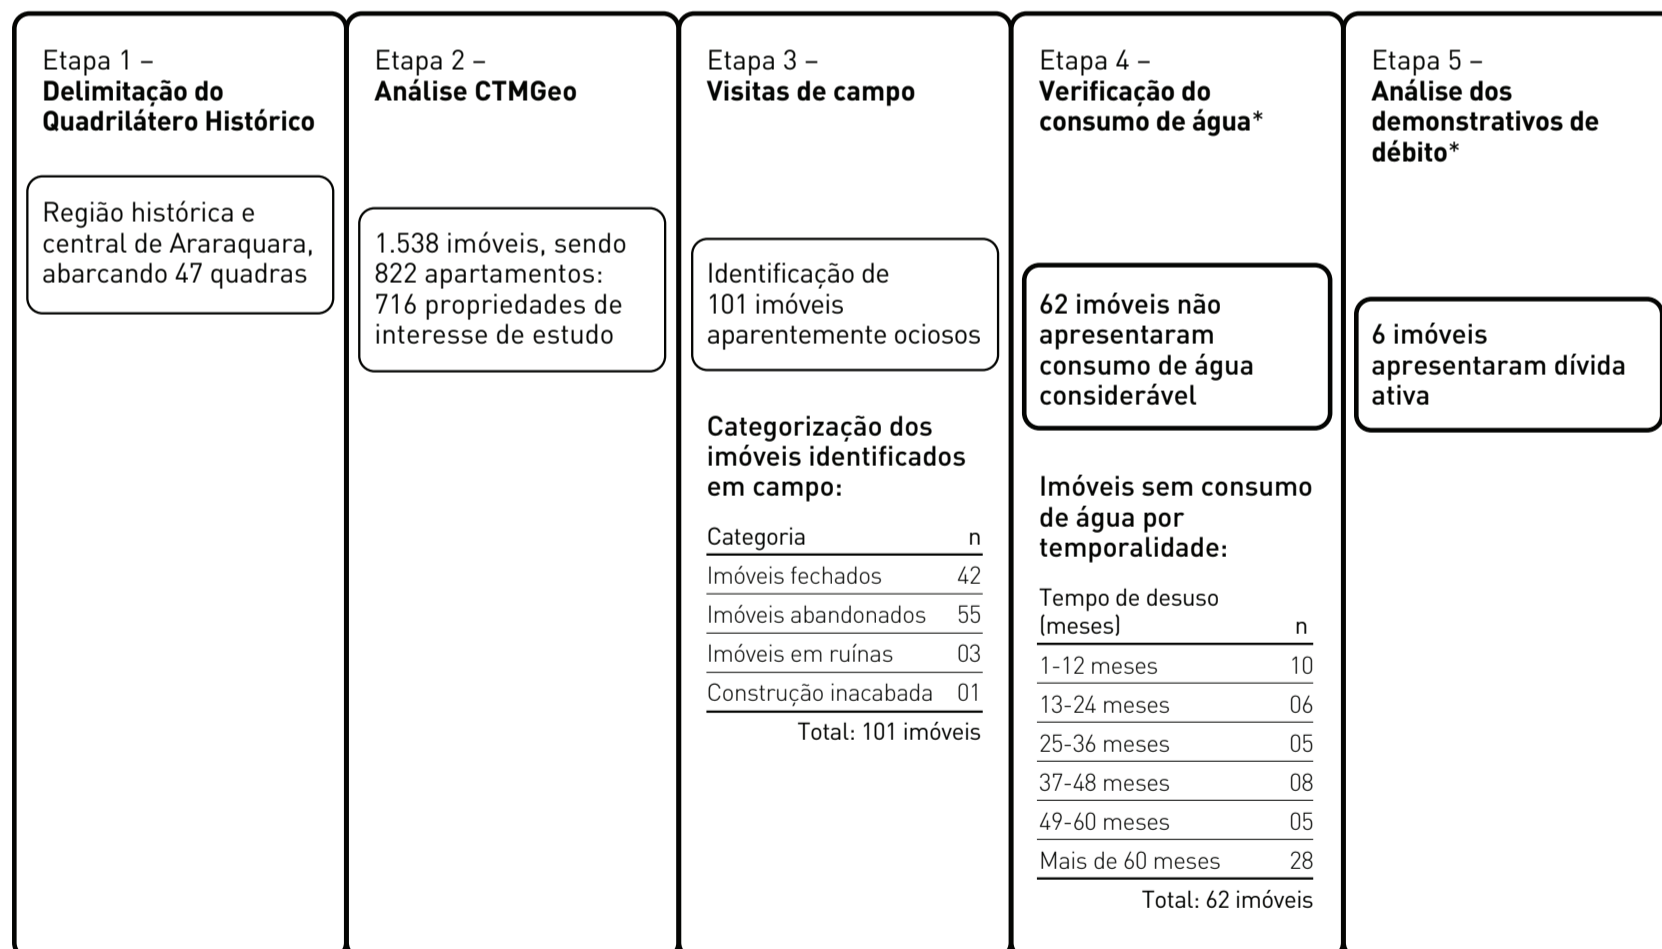 Etapa 1 –
Delimitação do
Quadrilátero Histórico
Região histórica e
central de Araraquara,
abarcando 47 quadras
Etapa 2 –
Análise CTMGeo
1.538 imóveis, sendo
822 apartamentos:
716 propriedades de
interesse de estudo
Etapa 3 –
Visitas de campo
Identificação de
101 imóveis
aparentemente ociosos
Categorização dos
imóveis identificados
em campo:
Categoria n
Imóveis fechados 42
Imóveis abandonados 55
Imóveis em ruínas 03
Construção inacabada 01
Total: 101 imóveis
Etapa 4 –
Verificação do
consumo de água*
62 imóveis não
apresentaram
consumo de água
considerável
Imóveis sem consumo
de água por
temporalidade:
Tempo de desuso
(meses) n
1-12 meses 10
13-24 meses 06
25-36 meses 05
37-48 meses 08
49-60 meses 05
Mais de 60 meses 28
Total: 62 imóveis
Etapa 5 –
Análise dos
demonstrativos de
débito*
6 imóveis
apresentaram dívida
ativa